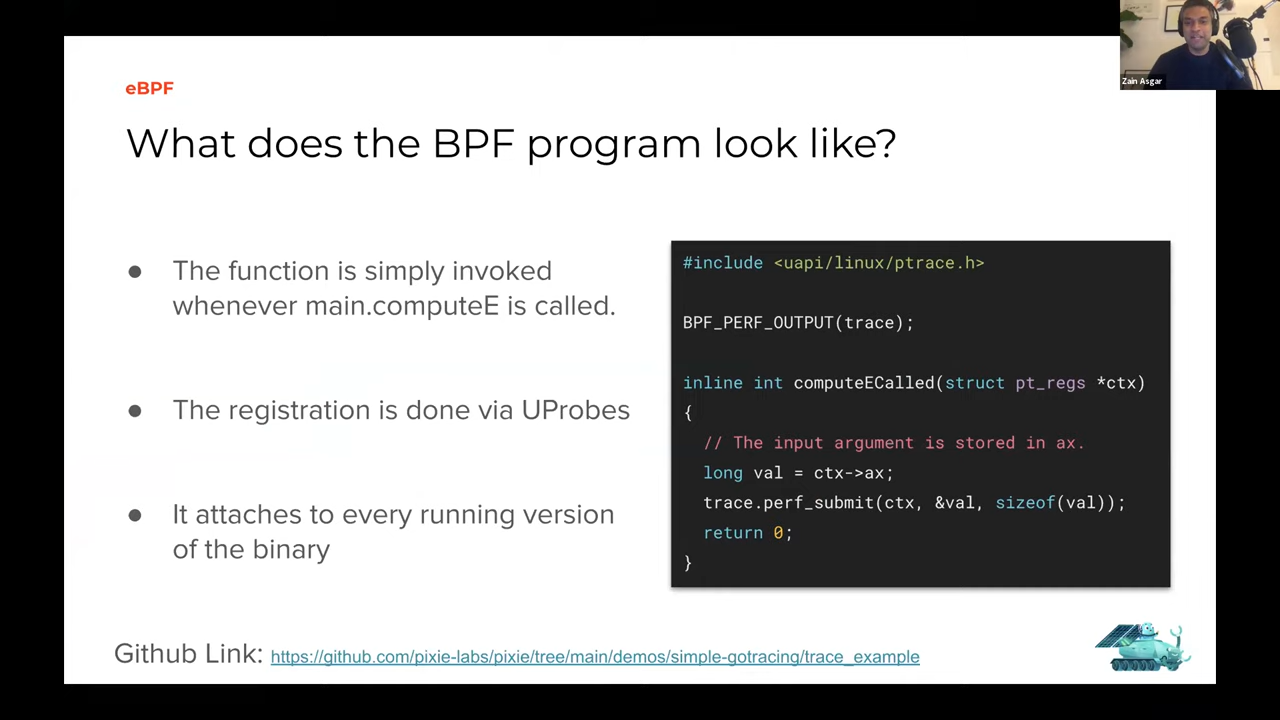 Zain Asgar
eBPF
What does the BPF program look like?
● The function is simply invoked
whenever main.computeE is called.
● The registration is done via UProbes
● It attaches to every running version
of the binary
#include <uapi/linux/ptrace.h>
BPF_PERF_OUTPUT(trace);
inline int computeECalled(struct pt_regs *ctx)
{
// The input argument is stored in ax.
long val = ctx->ax;
trace.perf_submit(ctx, &val, sizeof(val));
return 0;
}
Github Link: https://github.com/pixie-labs/pixie/tree/main/demos/simple-gotracing/trace_example